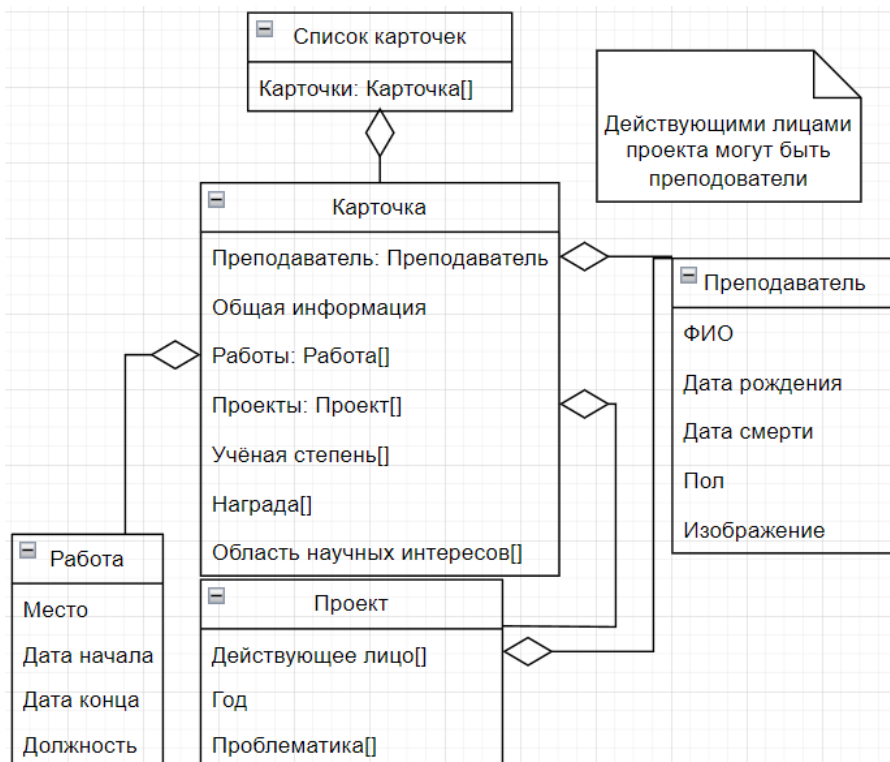 Список карточек
Карточки: Карточка[]
Действующими лицами
проекта могут быть
преподователи
Карточка
Преподаватель: Преподаватель
Общая информация
Работы: Работа[]
Проекты: Проект[]
Учёная степень[]
Награда[]
Область научных интересов[]
Преподаватель
ФИО
Дата рождения
Дата смерти
Пол
Изображение
Работа
Место
Дата начала
Дата конца
Должность
Проект
Действующее лицо[]
Год
Проблематика[]